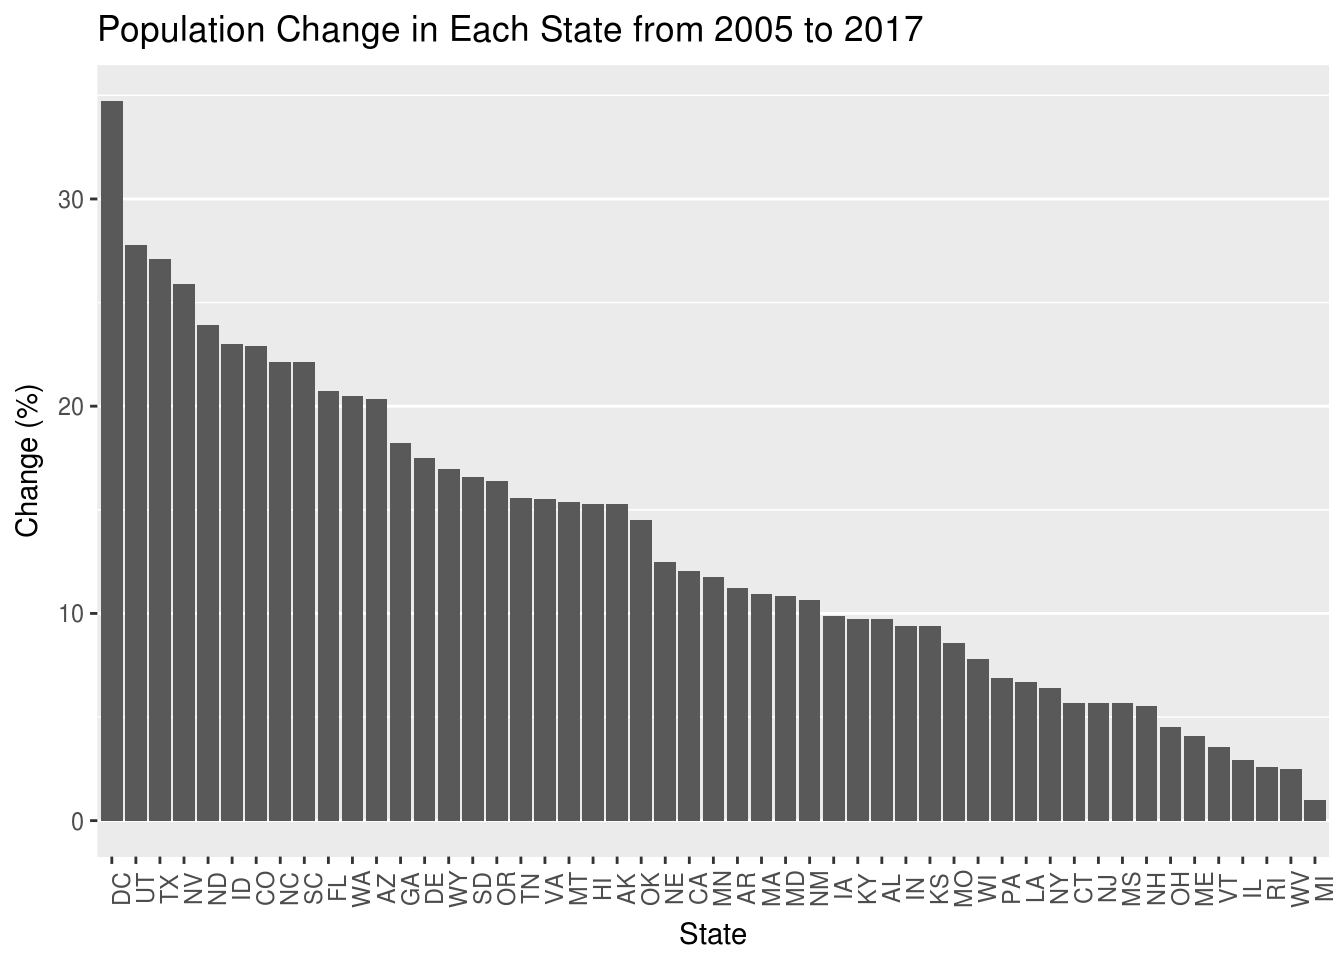 Population Change in Each State from 2005 to 2017
Change (%)
30
20
10
0
DC UT TX NV ND ID CO NC SC FL WA AZ GA DE WY SD OR TN VA MT HI AK OK NE CA MN AR MA MD NM IA KY AL IN KS MO WI PA LA NY CT NJ MS NH OH ME VT IL RI WV MI
State